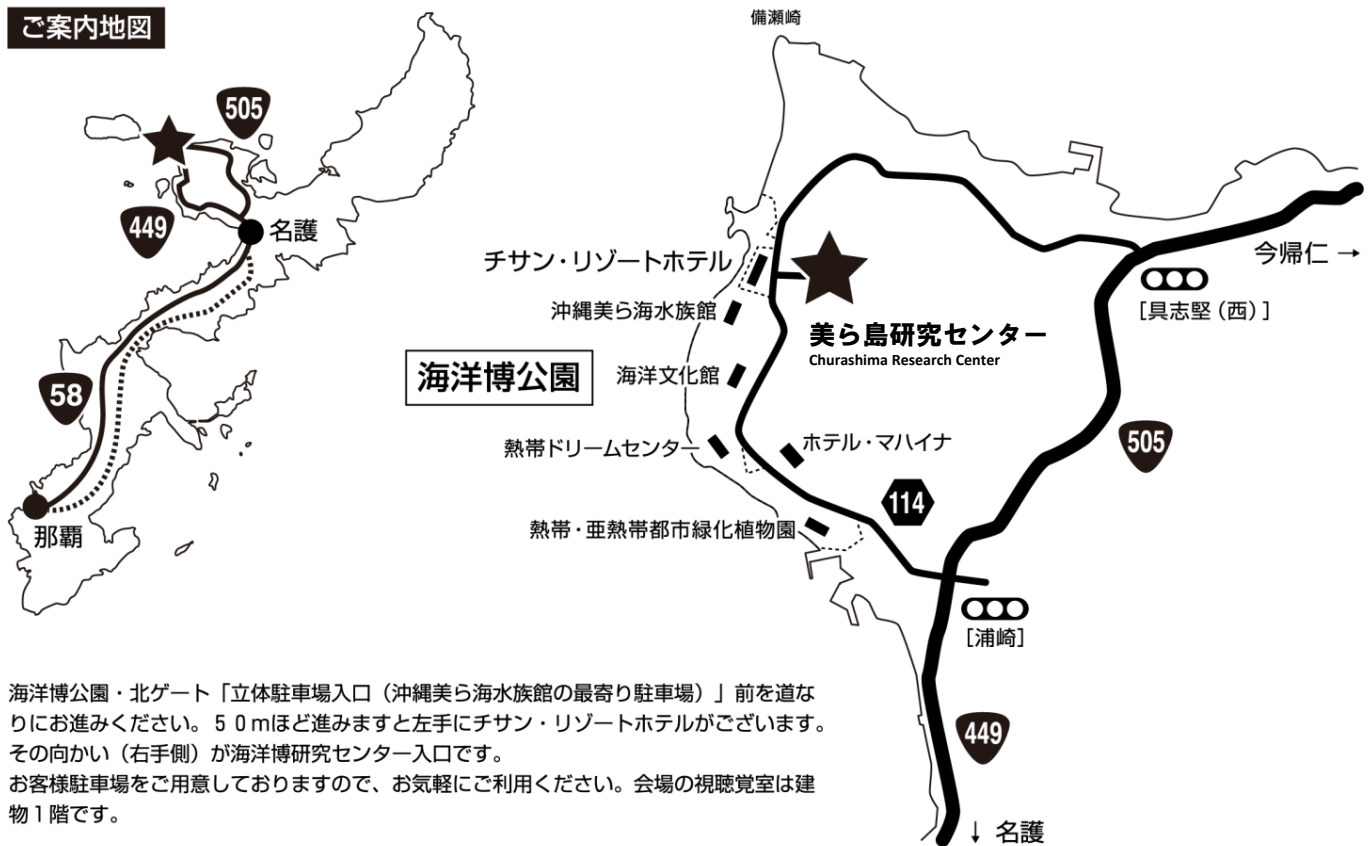 ご案内地図
505
449
名護
58
那覇
備瀬崎
チサン・リゾートホテル
沖縄美ら海水族館
海洋博公園
海洋文化館
熱帯ドリームセンター
熱帯・亜熱帯都市緑化植物園
美ら島研究センター
Churashima Research Center
ホテル・マハイナ
114
今帰仁 →
[具志堅（西）]
505
[浦崎]
449
↓ 名護
海洋博公園・北ゲート「立体駐車場入口（沖縄美ら海水族館の最寄り駐車場）」前を道な
りにお進みください。５０mほど進みますと左手にチサン・リゾートホテルがございます。
その向かい（右手側）が海洋博研究センター入口です。
お客様駐車場をご用意しておりますので、お気軽にご利用ください。会場の視聴覚室は建
物１階です。